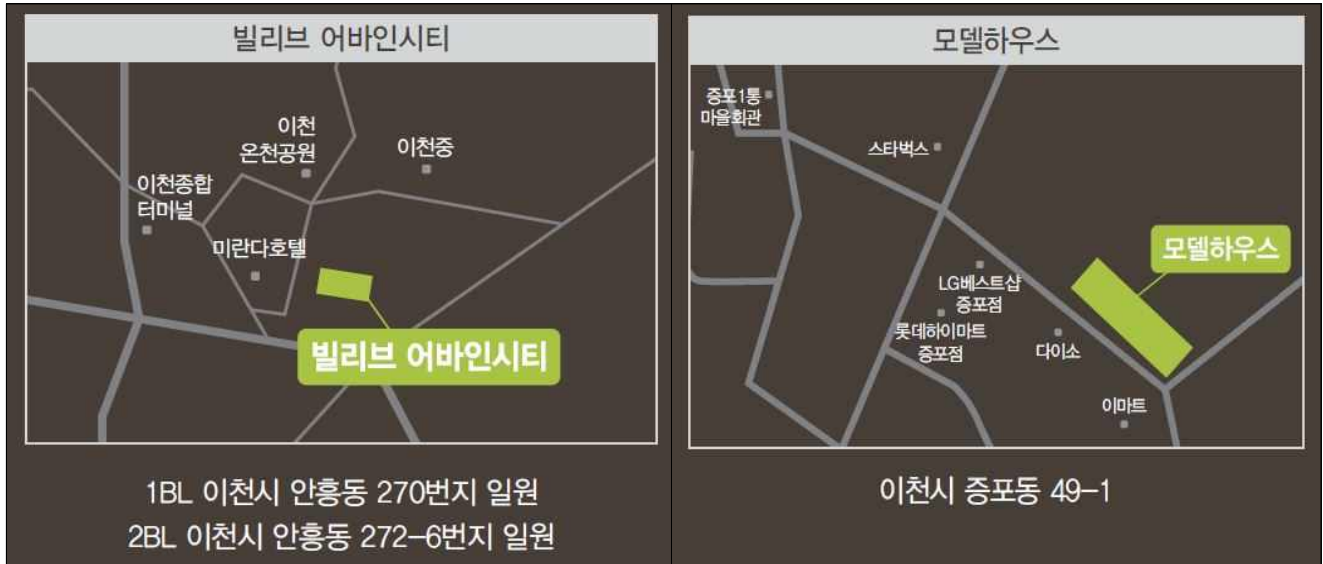 빌리브 어바인시티
이천
온천공원
이천중
이천종합
터미널
미란다호텔
빌리브 어바인시티
1BL 이천시 안흥동 270번지 일원
2BL 이천시 안흥동 272-6번지 일원
모델하우스
증포1통
마을회관
스타벅스
모델하우스
LG베스트샵
증포점
롯데하이마트
증포점
다이소
이마트
이천시 증포동 49-1